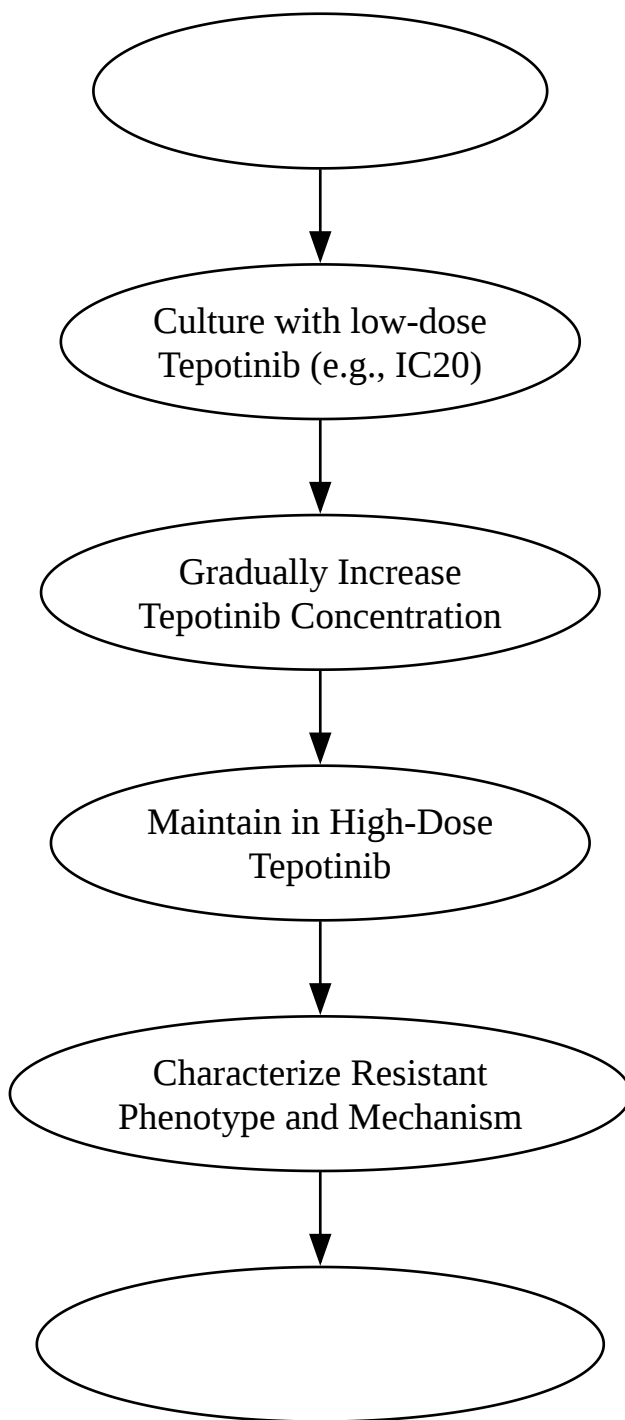 Culture with low-dose
Tepotinib (e.g., IC20)
Gradually Increase
Tepotinib Concentration
Maintain in High-Dose
Tepotinib
Characterize Resistant
Phenotype and Mechanism